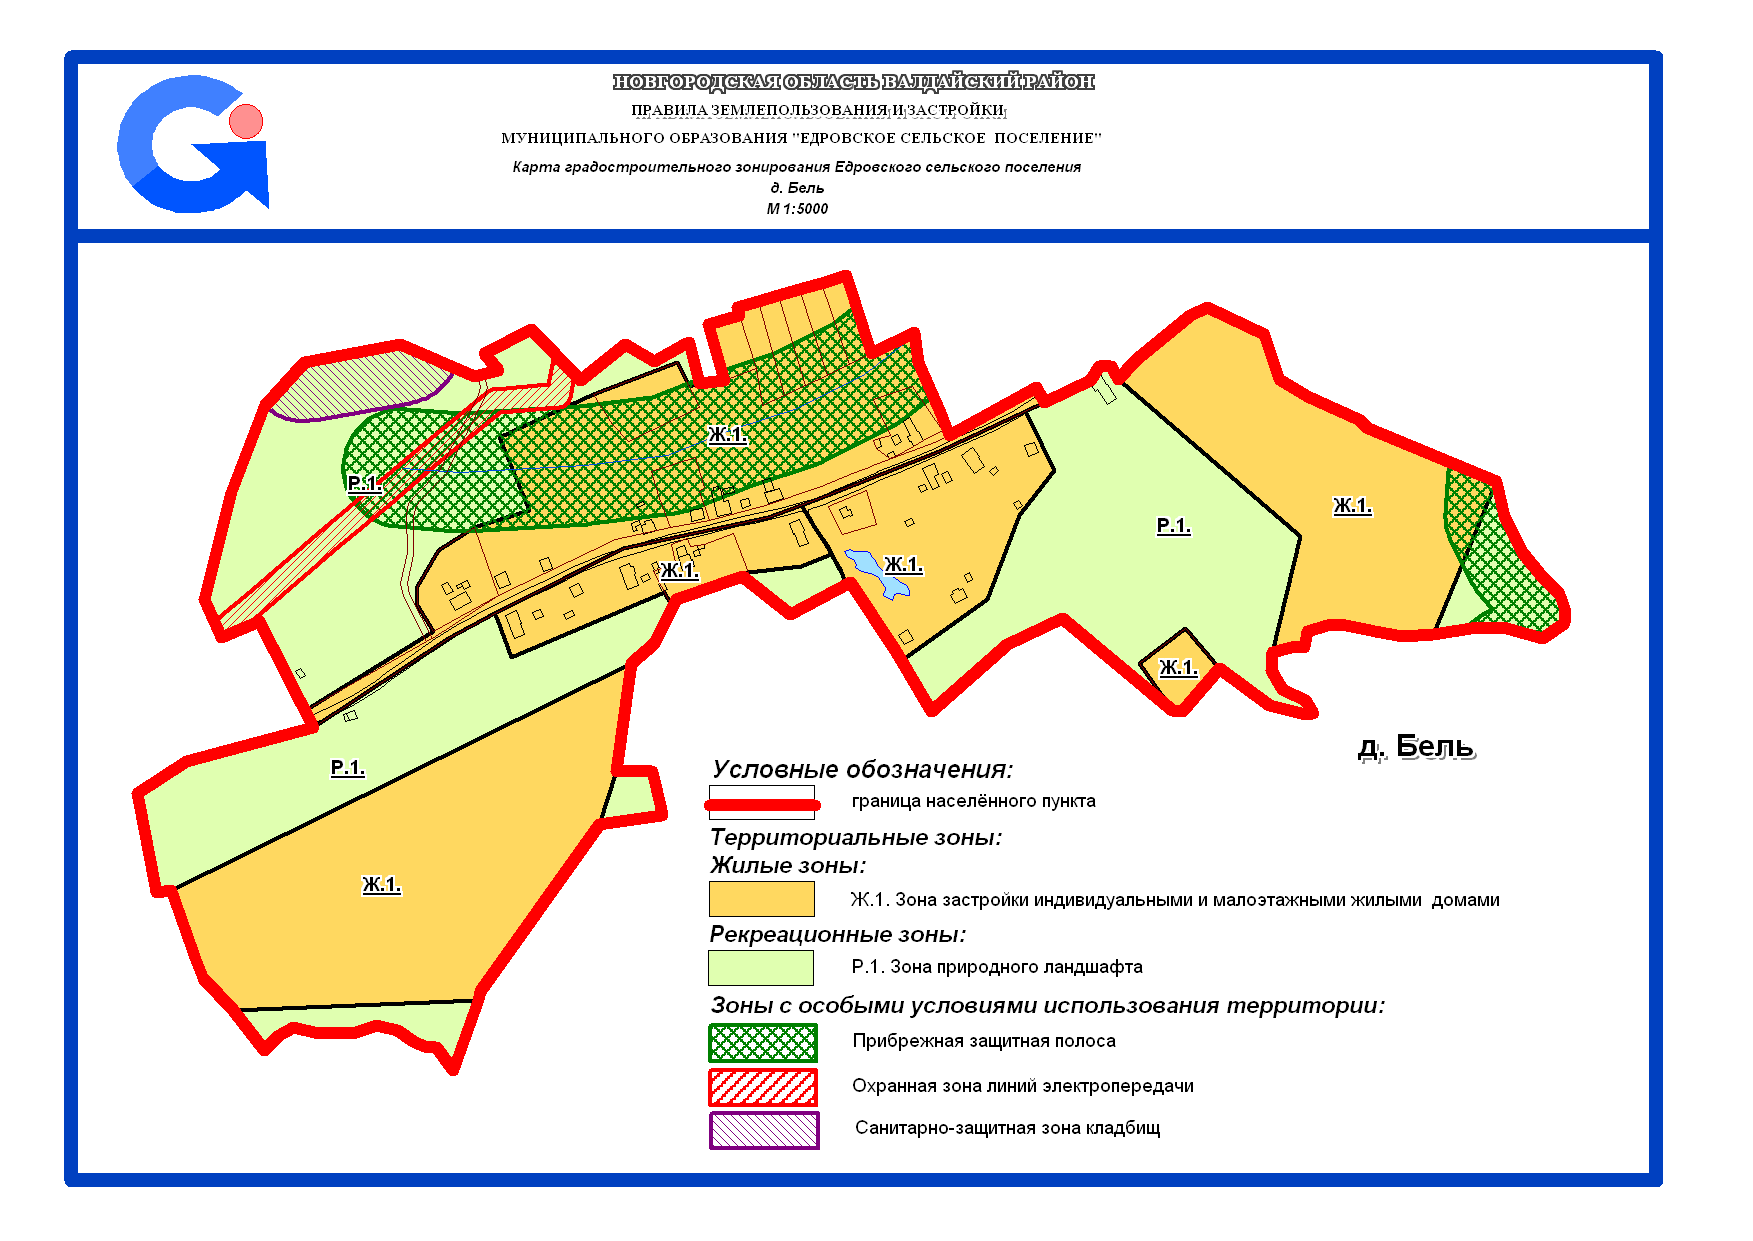 НОВГОРОДСКАЯ ОБЛАСТЬ ВАЛДАЙСКИЙ РАЙОН
ПРАВИЛА ЗЕМЛЕПОЛЬЗОВАНИЯ И ЗАСТРОЙКИ
МУНИЦИПАЛЬНОГО ОБРАЗОВАНИЯ "ЕДРОВСКОЕ СЕЛЬСКОЕ ПОСЕЛЕНИЕ"
Карта градостроительного зонирования Едровского сельского поселения
д. Бель
М 1:5000
Ж.1.
Р.1.
Ж.1.
Р.1.
Ж.1.
Ж.1.
Ж.1.
д. Бель
Р.1.
Ж.1.
Условные обозначения:
граница населённого пункта
Территориальные зоны:
Жилые зоны:
Ж.1. Зона застройки индивидуальными и малоэтажными жилыми домами
Рекреационные зоны:
Р.1. Зона природного ландшафта
Зоны с особыми условиями использования территории:
Прибрежная защитная полоса
Охранная зона линий электропередачи
Санитарно-защитная зона кладбищ